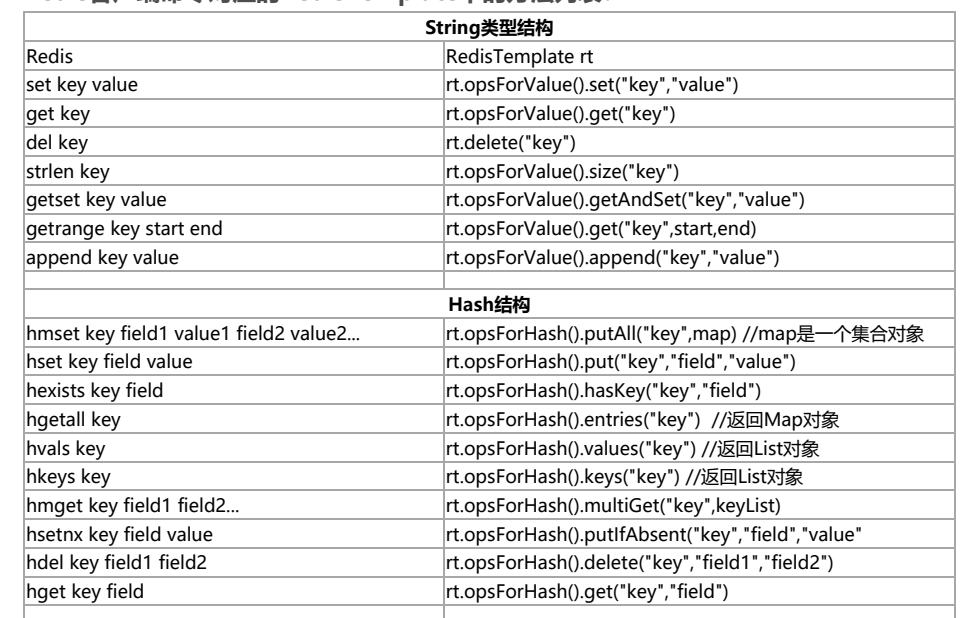 String类型结构
Redis RedisTemplate rt
set key value rt.opsForValue().set("key","value")
get key rt.opsForValue().get("key")
del key rt.delete("key")
strlen key rt.opsForValue().size("key")
getset key value rt.opsForValue().getAndSet("key","value")
getrange key start end rt.opsForValue().get("key",start,end)
append key value rt.opsForValue().append("key","value")
Hash结构
hmset key field1 value1 field2 value2... rt.opsForHash().putAll("key",map) //map是一个集合对象
hset key field value rt.opsForHash().put("key","field","value")
hexists key field rt.opsForHash().hasKey("key","field")
hgetall key rt.opsForHash().entries("key") //返回Map对象
hvals key rt.opsForHash().values("key") //返回List对象
hkeys key rt.opsForHash().keys("key") //返回List对象
hmget key field1 field2... rt.opsForHash().multiGet("key",keyList)
hsetnx key field value rt.opsForHash().putIfAbsent("key","field","value"
hdel key field1 field2 rt.opsForHash().delete("key","field1","field2")
hget key field rt.opsForHash().get("key","field")